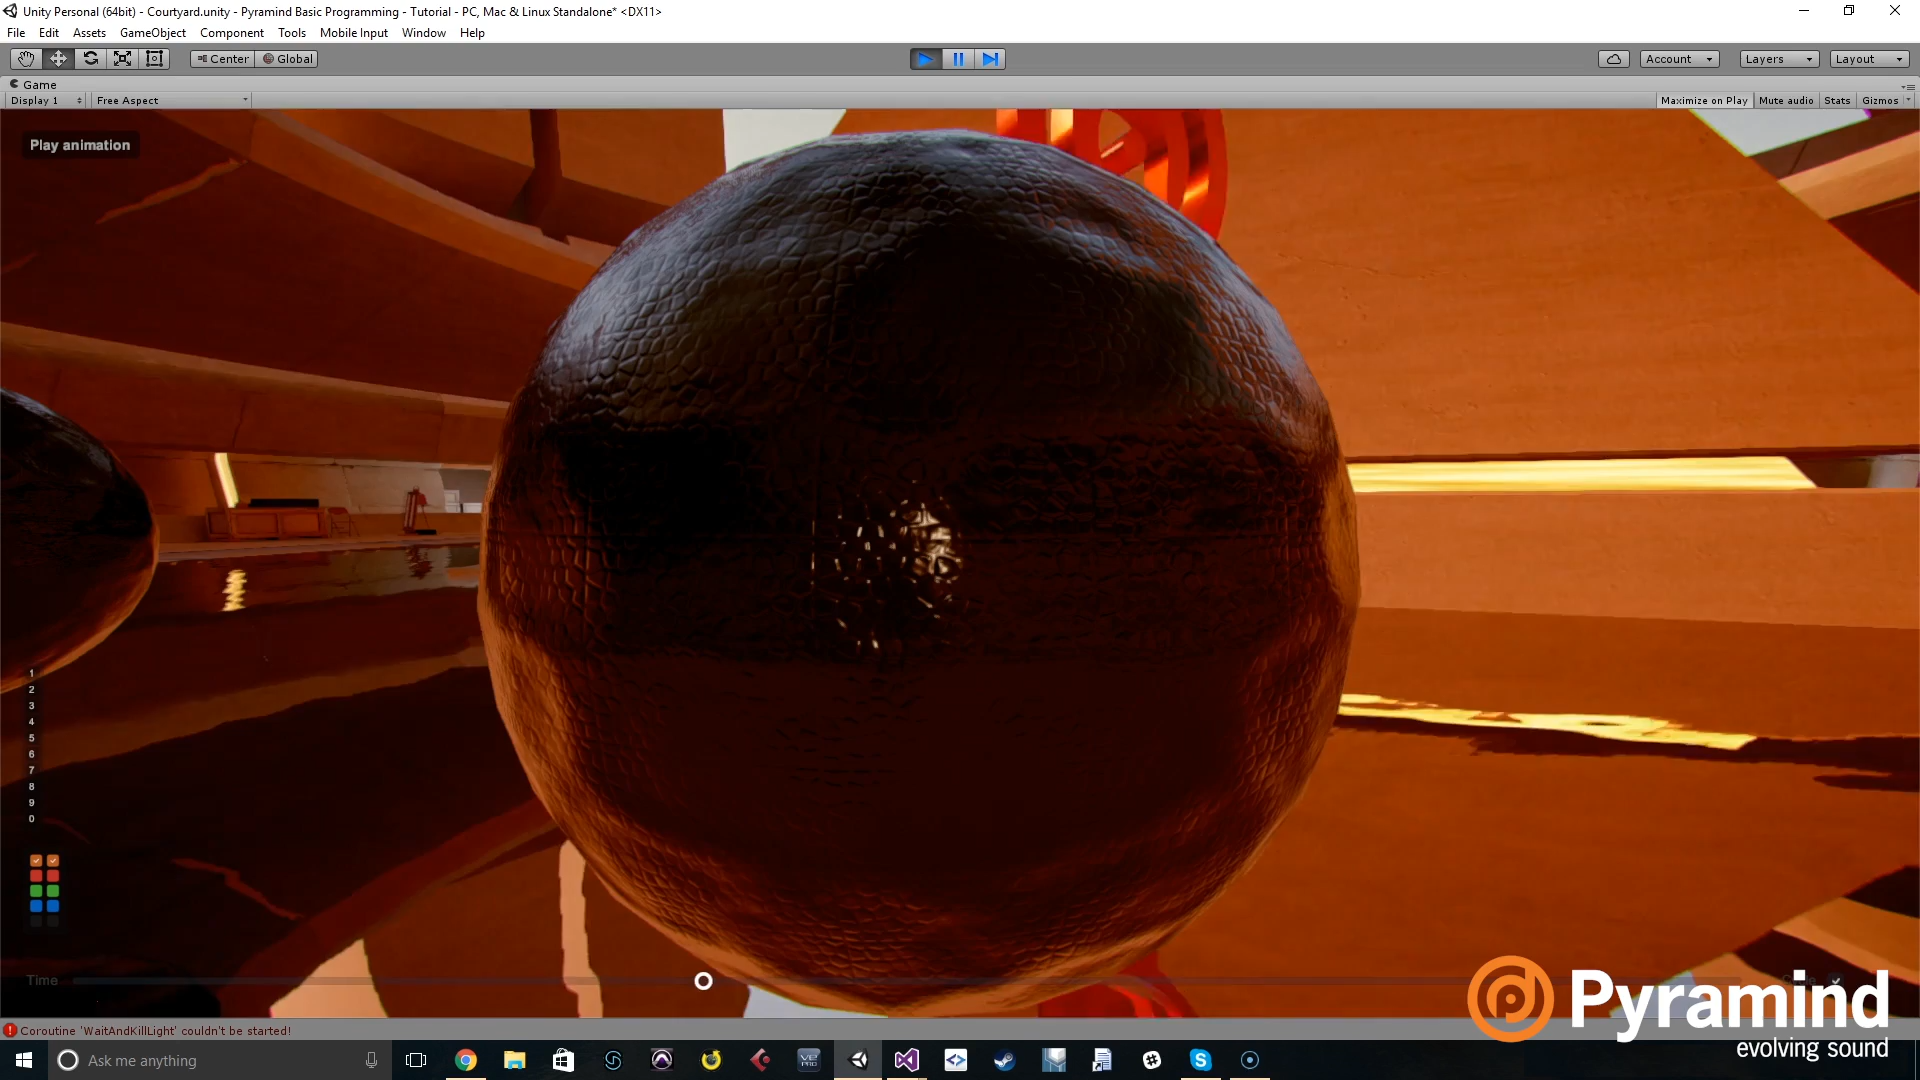 Unity Personal (64bit) - Courtyard.unity - Pyramind Basic Programming - Tutorial - PC, Mac & Linux Standalone* <DX11>
File Edit Assets GameObject Component Tools Mobile Input Window Help
Center Global Account Layers Layout
Game
Display 1 Free Aspect Maximize on Play Mute audio Stats Gizmos
Play animation
1
2
3
4
5
6
7
8
9
0
Time
Pyramind
evolving sound
Coroutine 'WaitAndKillLight' couldn't be started!
Ask me anything